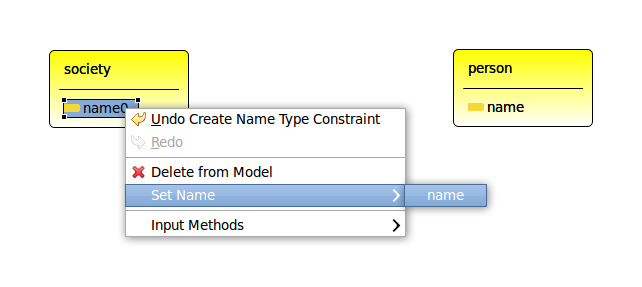 society
name0
person
name
Undo Create Name Type Constraint
Redo
Delete from Model
Set Name
name
Input Methods